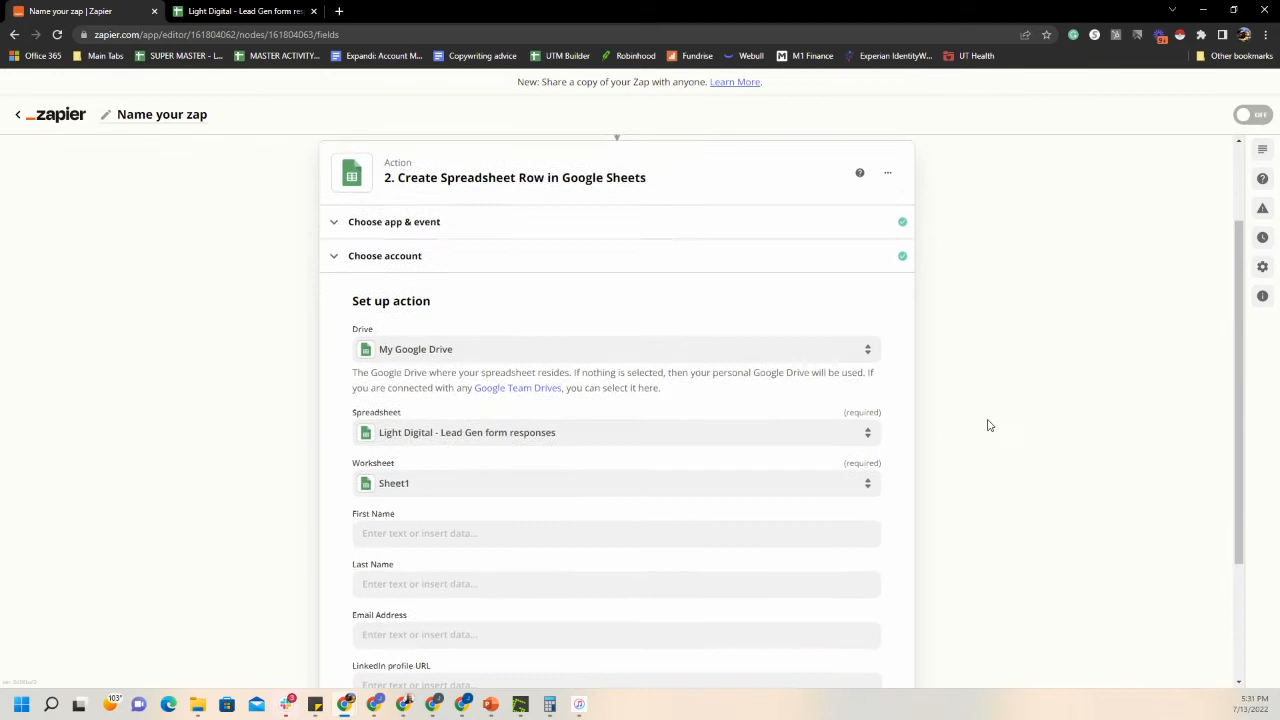 Name your zap | Zapier
Light Digital - Lead Gen form res
zapier.com/app/editor/161804062/nodes/161804063/fields
Office 365
Main Tabs
SUPER MASTER - L...
MASTER ACTIVITY...
Expandi: Account M...
Copywriting advice
UTM Builder
Robinhood
Fundrise
Webull
M1 Finance
Experian IdentityW...
UT Health
Other bookmarks
New: Share a copy of your Zap with anyone. Learn More.
zapier
Name your zap
OFF
Action
2. Create Spreadsheet Row in Google Sheets
Choose app & event
Choose account
Set up action
Drive
My Google Drive
The Google Drive where your spreadsheet resides. If nothing is selected, then your personal Google Drive will be used. If
you are connected with any Google Team Drives, you can select it here.
Spreadsheet (required)
Light Digital - Lead Gen form responses
Worksheet (required)
Sheet1
First Name
Enter text or insert data...
Last Name
Enter text or insert data...
Email Address
Enter text or insert data...
LinkedIn profile URL
Enter text or insert data...
103°
5:31 PM
7/13/2022